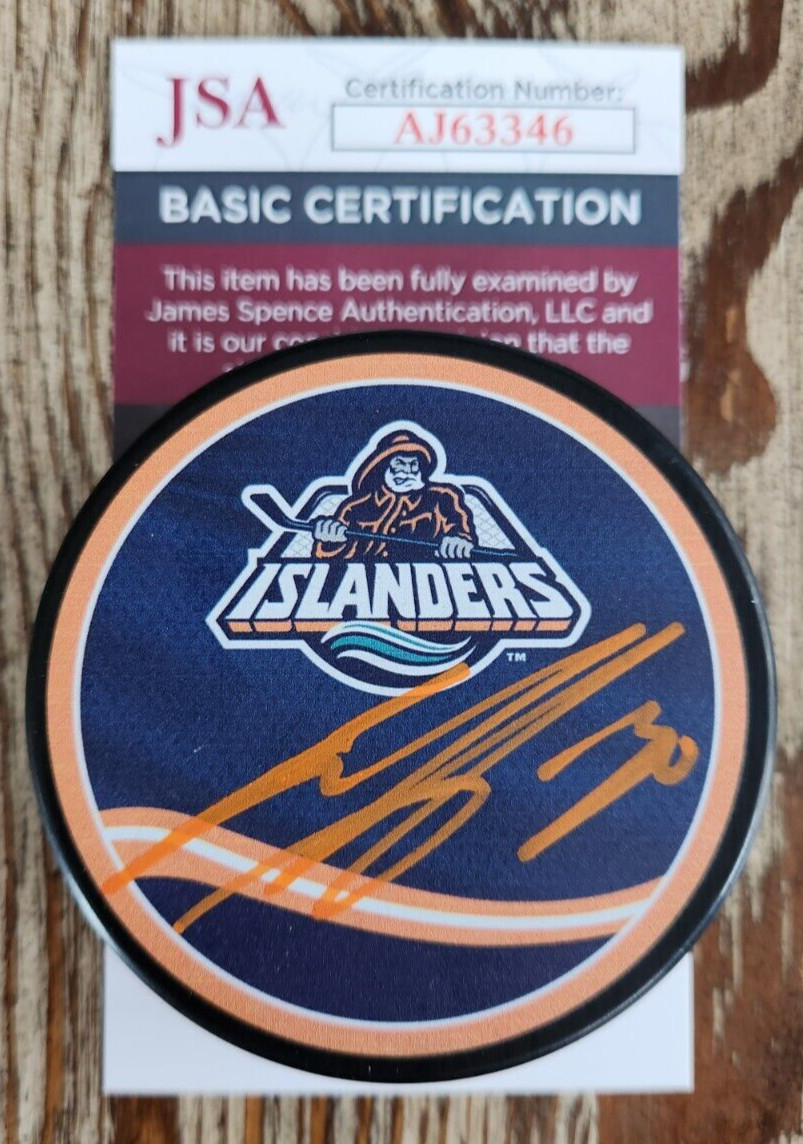 JSA
Certification Number:
AJ63346
BASIC CERTIFICATION
This item has been fully examined by
James Spence Authentication, LLC and
it is our that the
ISLANDERS
TM
30